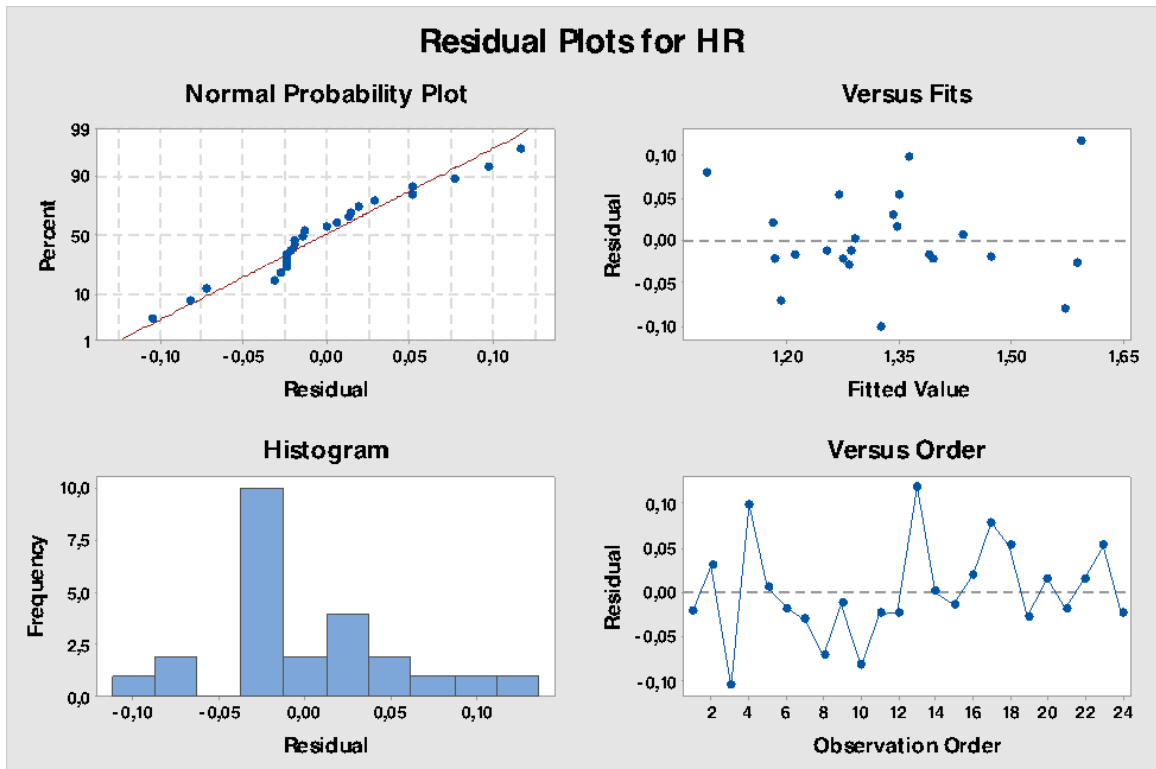 Residual Plots for HR
Normal Probability Plot
99
90
50
10
1
Percent
-0,10 -0,05 0,00 0,05 0,10
Residual
Versus Fits
0,10
0,05
0,00
-0,05
-0,10
Residual
1,20 1,35 1,50 1,65
Fitted Value
Histogram
10,0
7,5
5,0
2,5
0,0
Frequency
-0,10 -0,05 0,00 0,05 0,10
Residual
Versus Order
0,10
0,05
0,00
-0,05
-0,10
Residual
2 4 6 8 10 12 14 16 18 20 22 24
Observation Order